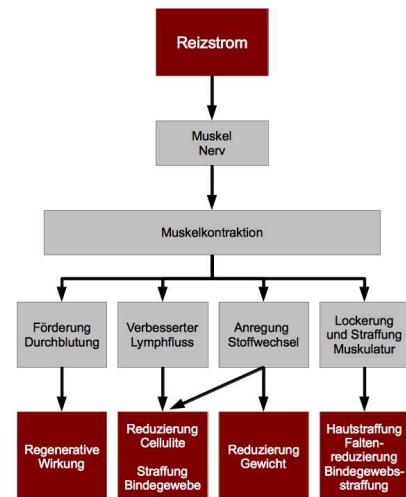 Reizstrom
Muskel
Nerv
Muskelkontraktion
Förderung
Durchblutung
Verbesserter
Lymphfluss
Anregung
Stoffwechsel
Lockerung
und Straffung
Muskulatur
Regenerative
Wirkung
Reduzierung
Cellulite
Straffung
Bindegewebe
Reduzierung
Gewicht
Hautstraffung
Falten-
reduzierung
Bindegewebs-
straffung